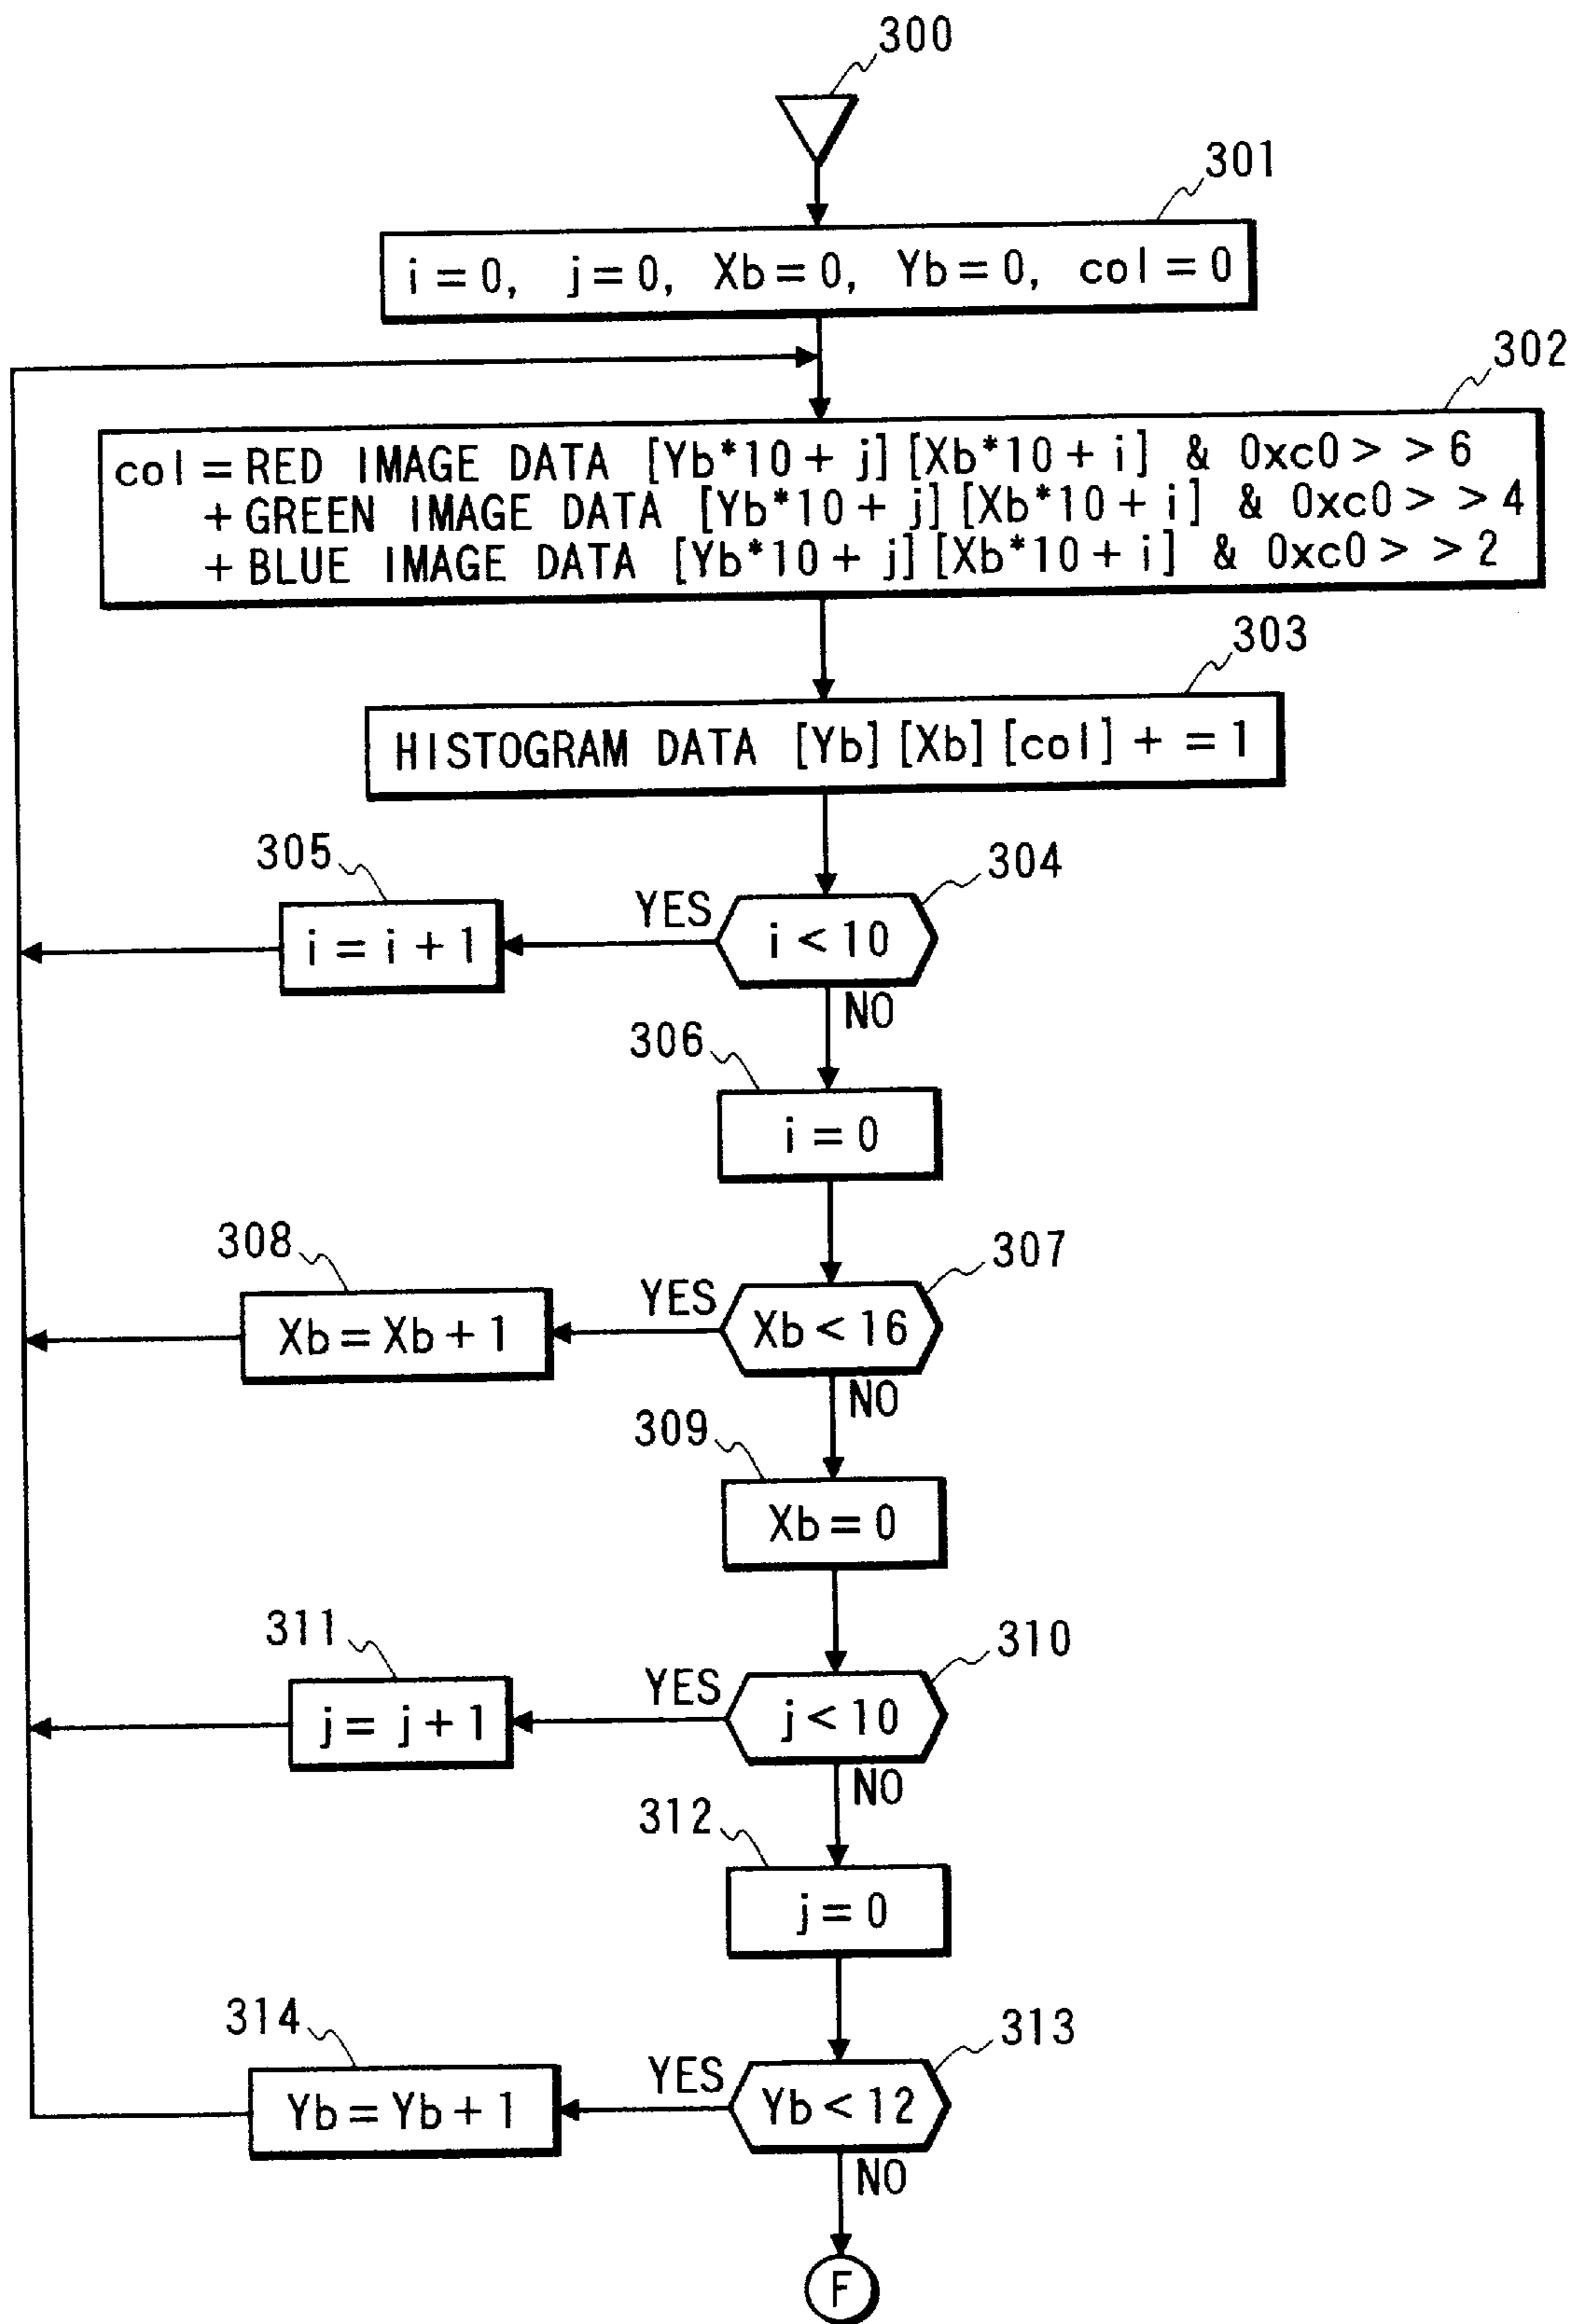 300
301
i = 0, j = 0, Xb = 0, Yb = 0, col = 0
302
col = RED IMAGE DATA [Yb*10 + j] [Xb*10 + i] & 0xc0 > > 6
+ GREEN IMAGE DATA [Yb*10 + j] [Xb*10 + i] & 0xc0 > > 4
+ BLUE IMAGE DATA [Yb*10 + j] [Xb*10 + i] & 0xc0 > > 2
303
HISTOGRAM DATA [Yb] [Xb] [col] + = 1
305
304
i = i + 1
YES
i < 10
NO
306
i = 0
308
307
Xb = Xb + 1
YES
Xb < 16
NO
309
Xb = 0
311
310
j = j + 1
YES
j < 10
NO
312
j = 0
314
313
Yb = Yb + 1
YES
Yb < 12
NO
F